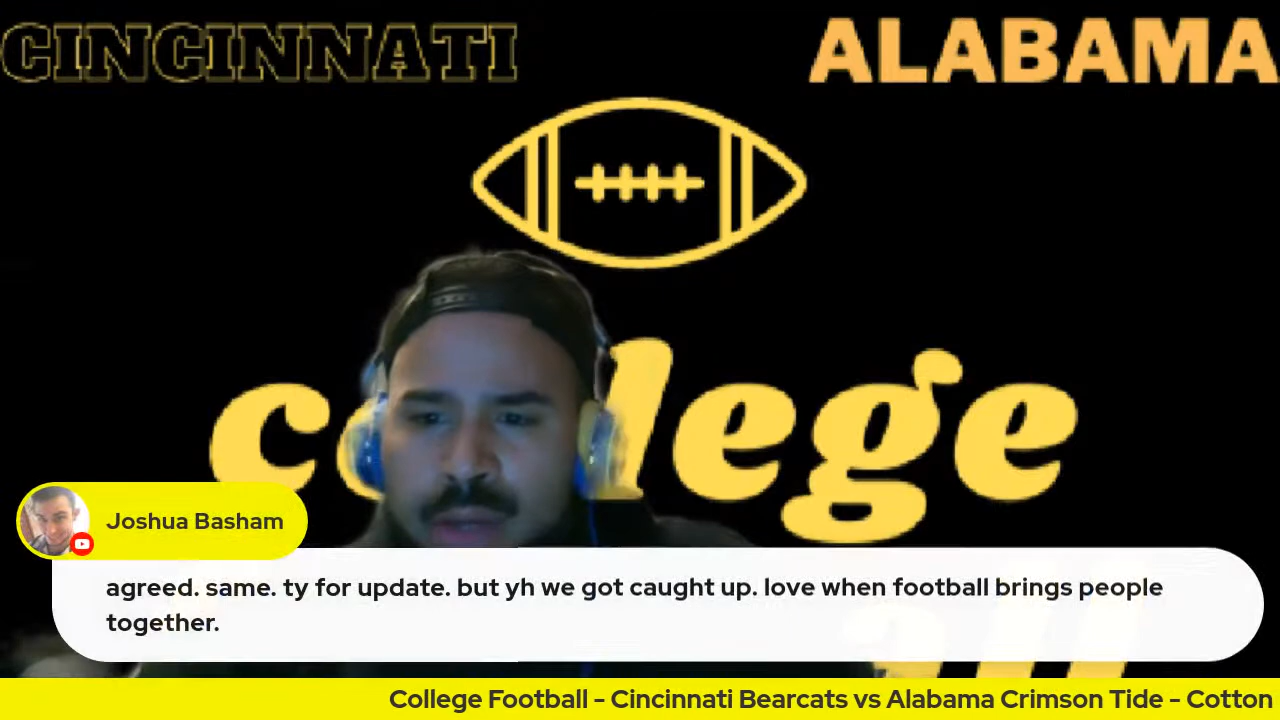 CINCINNATI
ALABAMA
college
Joshua Basham
agreed. same. ty for update. but yh we got caught up. love when football brings people
together.
College Football - Cincinnati Bearcats vs Alabama Crimson Tide - Cotton